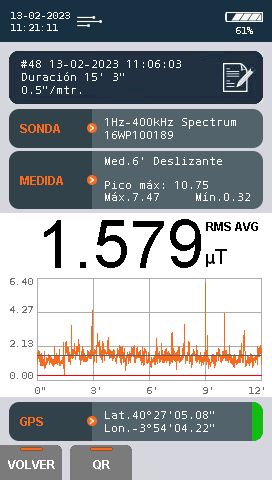 13-02-2023
11:21:11
61%
#48 13-02-2023 11:06:03
Duración 15' 3"
0.5"/mtr.
SONDA
1Hz-400kHz Spectrum
16WP100189
MEDIDA
Med.6' Deslizante
Pico máx: 10.75
Máx.7.47 Mín.0.32
1.579 RMS AVG
µT
6.40
4.27
2.13
0.00
0" 3' 6' 9' 12'
GPS
Lat.40°27'05.08"
Lon.-3°54'04.22"
VOLVER QR